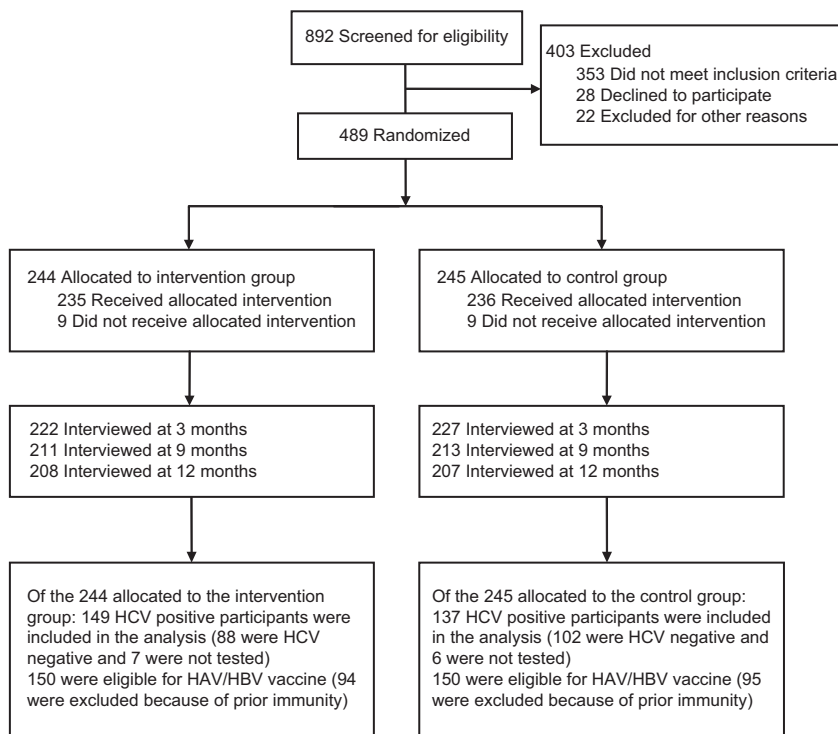 892 Screened for eligibility
403 Excluded
353 Did not meet inclusion criteria
28 Declined to participate
22 Excluded for other reasons
489 Randomized
244 Allocated to intervention group
235 Received allocated intervention
9 Did not receive allocated intervention
245 Allocated to control group
236 Received allocated intervention
9 Did not receive allocated intervention
222 Interviewed at 3 months
211 Interviewed at 9 months
208 Interviewed at 12 months
227 Interviewed at 3 months
213 Interviewed at 9 months
207 Interviewed at 12 months
Of the 244 allocated to the intervention
group: 149 HCV positive participants were
included in the analysis (88 were HCV
negative and 7 were not tested)
150 were eligible for HAV/HBV vaccine (94
were excluded because of prior immunity)
Of the 245 allocated to the control group:
137 HCV positive participants were included
in the analysis (102 were HCV negative and
6 were not tested)
150 were eligible for HAV/HBV vaccine (95
were excluded because of prior immunity)